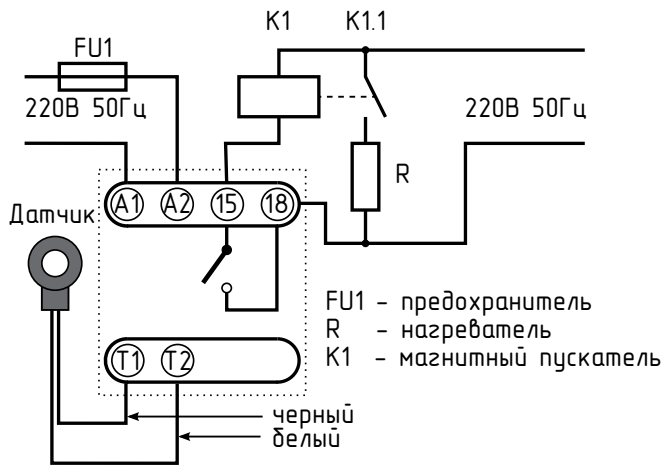 K1 K1.1
FU1
220В 50Гц 220В 50Гц
R
A1 A2 15 18
Датчик
FU1 - предохранитель
R - нагреватель
K1 - магнитный пускатель
T1 T2
черный
белый